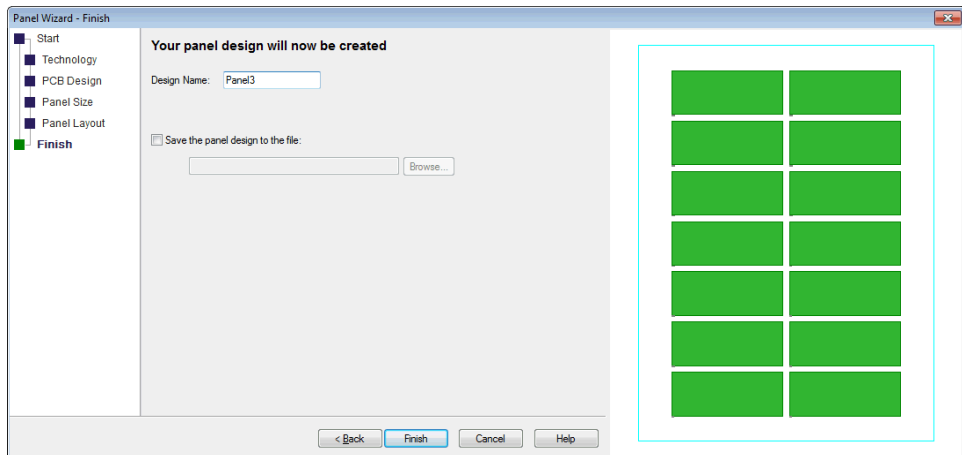 Panel Wizard - Finish
Start
Technology
PCB Design
Panel Size
Panel Layout
Finish
Your panel design will now be created
Design Name: Panel3
Save the panel design to the file:
Browse...
< Back Finish Cancel Help